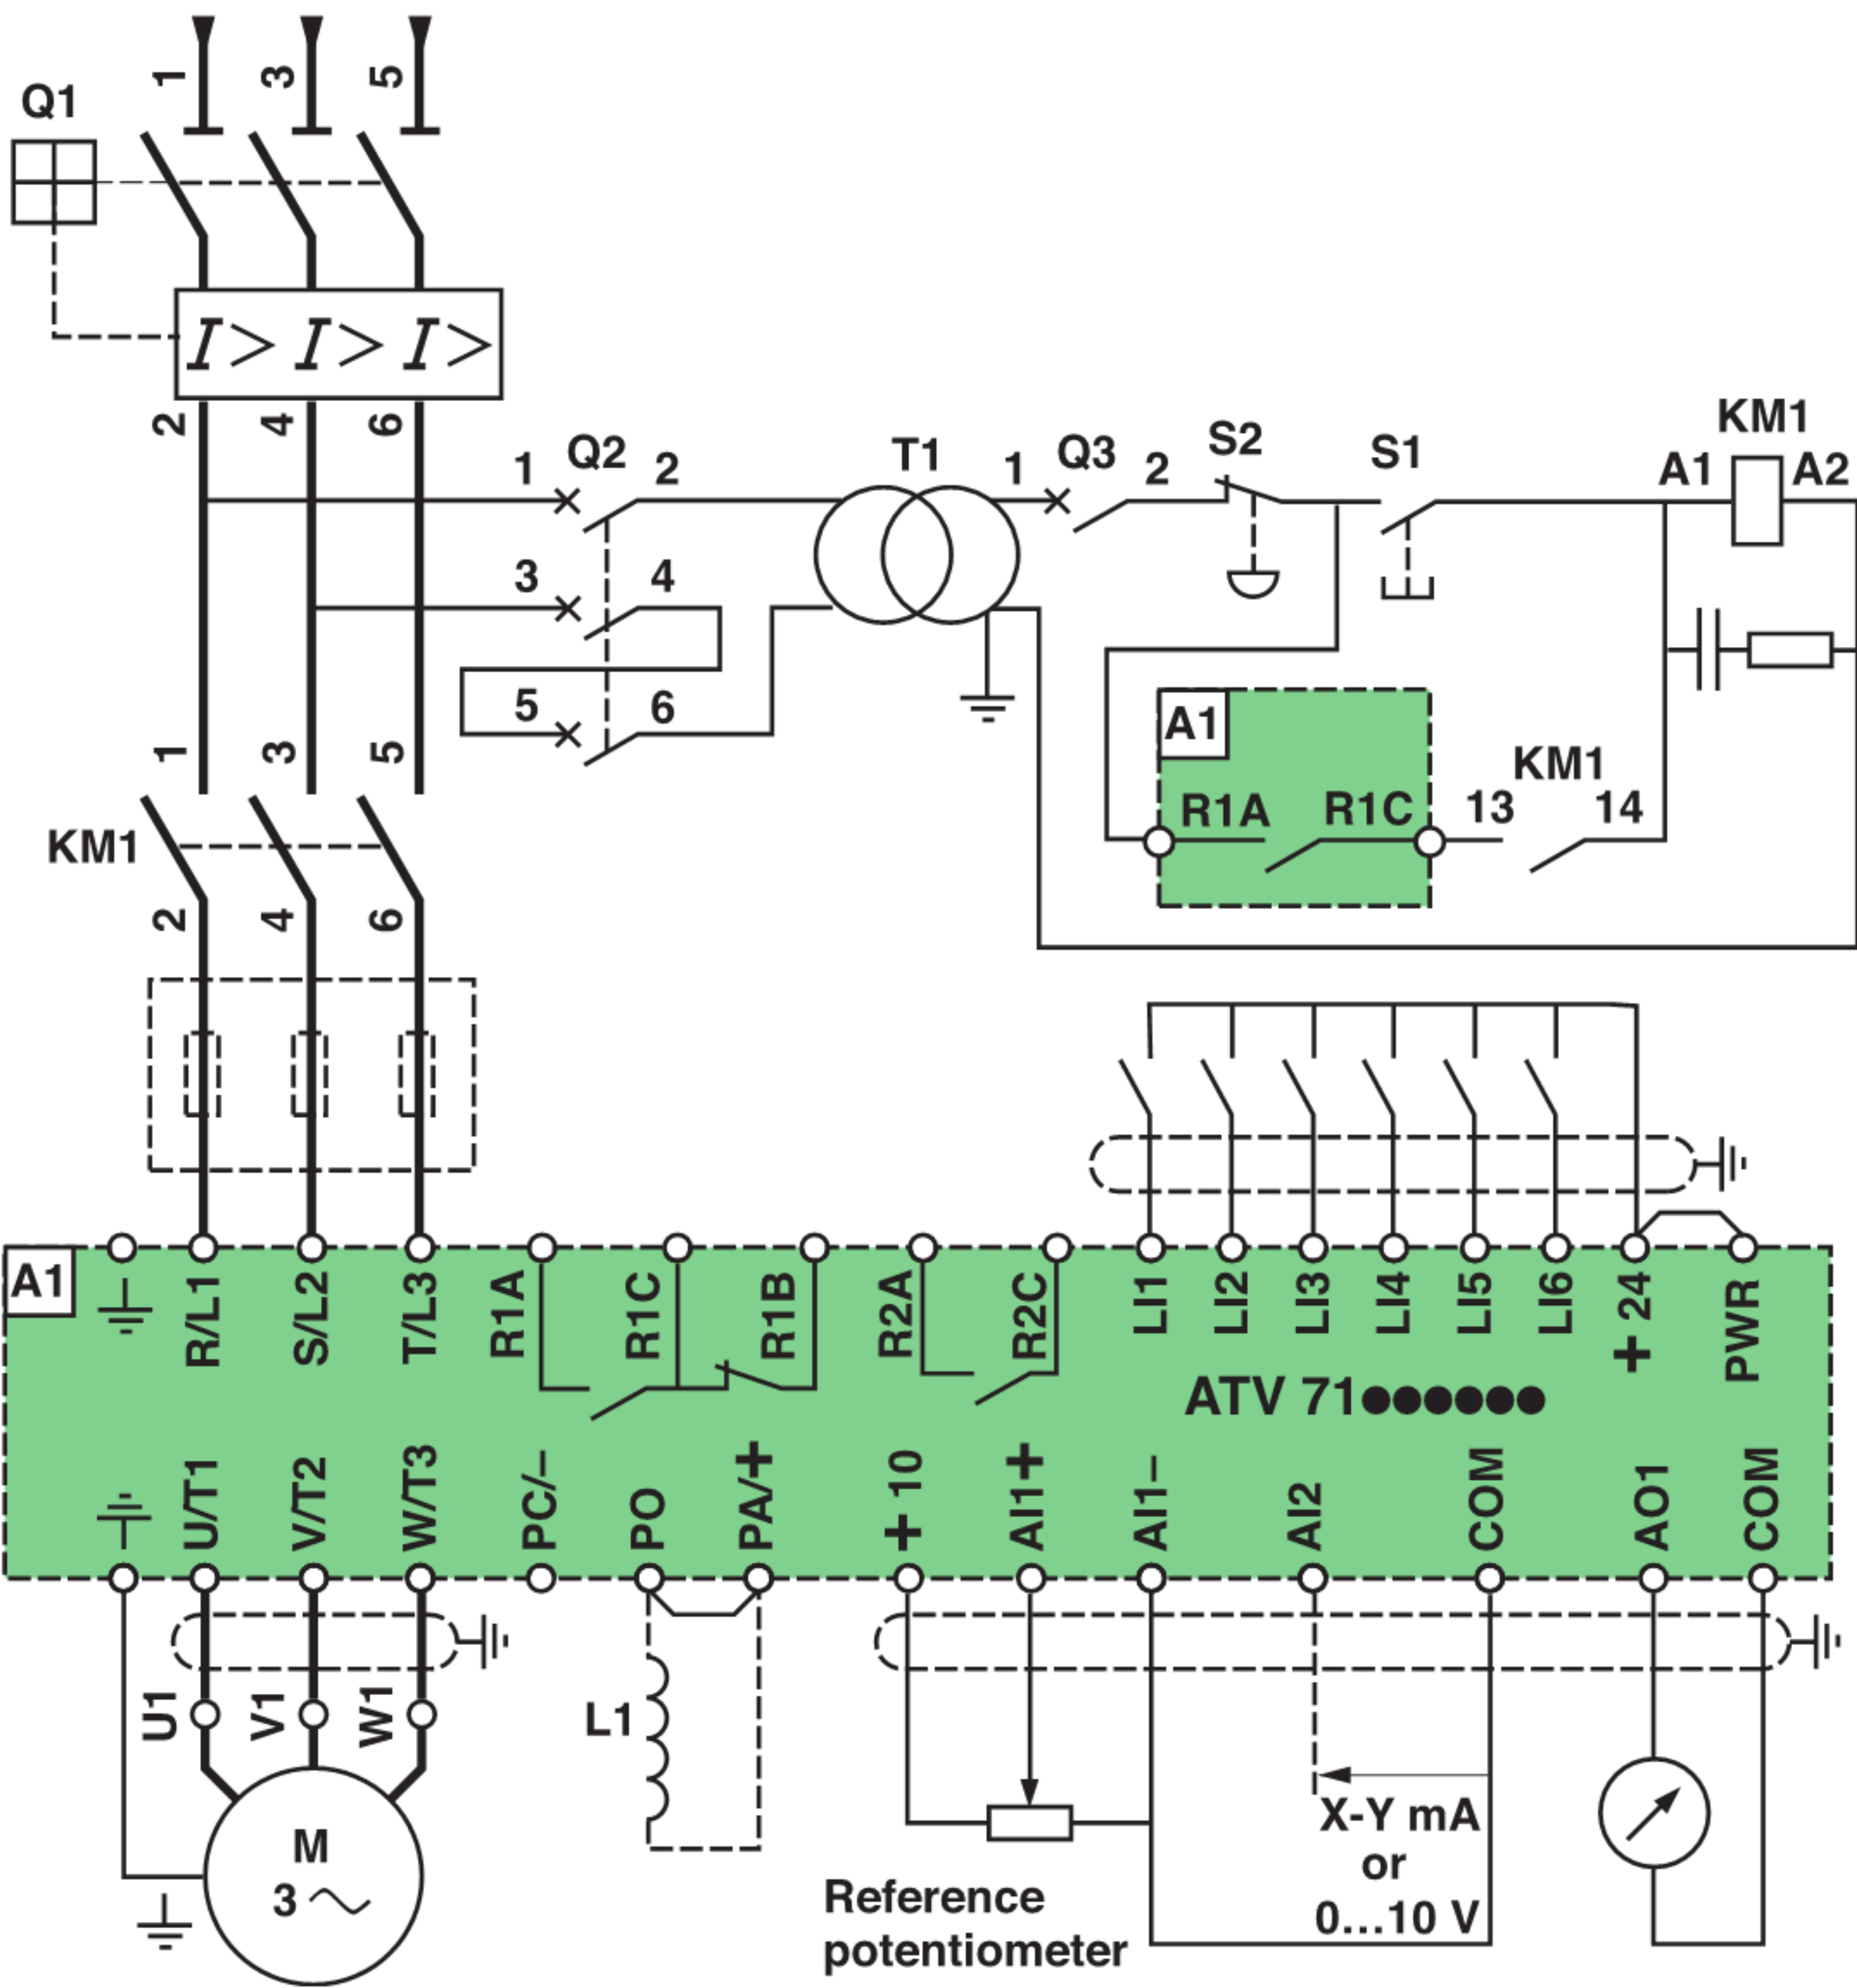 1 3 5
Q1
I> I> I>
2 4 6
1 Q2 2 T1 1 Q3 2 S2 S1 KM1
A1 A2
3 4
5 6
1 3 5
A1
KM1
R1A R1C 13 14
KM1
2 4 6
A1
R/L1 S/L2 T/L3 R1A R1C R1B R2A R2C LI1 LI2 LI3 LI4 LI5 LI6 +24 PWR
ATV 71●●●●●●
U/T1 V/T2 W/T3 PC/– PO PA/+ +10 AI1+ AI1– AI2 COM AO1 COM
U1 V1 W1
L1
M
3
X-Y mA
or
0...10 V
Reference
potentiometer